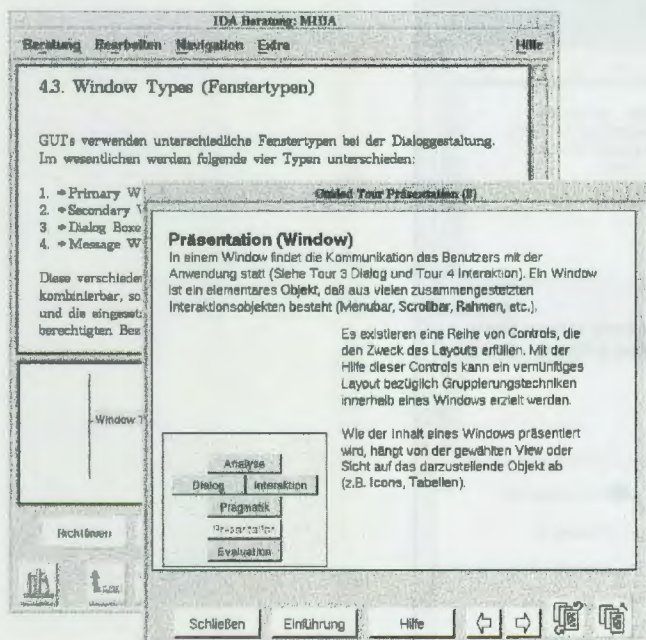 IDA Beratung: MIDA
Beratung Bearbeiten Navigation Extra Hilfe
4.3. Window Types (Fenstertypen)
GUI's verwenden unterschiedliche Fenstertypen bei der Dialoggestaltung.
Im wesentlichen werden folgende vier Typen unterschieden:
1. Primary W
2. Secondary
3. Dialog Boxe
4. Message W
Diese verschiede
kombinierbar, so
und die eingeset
berechtigten Bez
Window T
Richtlinien
Guided Tour Präsentation (8)
Präsentation (Window)
In einem Window findet die Kommunikation des Benutzers mit der
Anwendung statt (Siehe Tour 3 Dialog und Tour 4 Interaktion). Ein Window
ist ein elementares Objekt, daß aus vielen zusammengestetzten
Interaktionsobjekten besteht (Menubar, Scrollbar, Rahmen, etc.).
Es existieren eine Reihe von Controls, die
den Zweck des Layouts erfüllen. Mit der
Hilfe dieser Controls kann ein vernünftiges
Layout bezüglich Gruppierungstechniken
innerhalb eines Windows erzielt werden.
Wie der Inhalt eines Windows präsentiert
wird, hängt von der gewählten View oder
Sicht auf das darzustellende Objekt ab
(z.B. Icons, Tabellen).
Analyse
Dialog Interaktion
Pragmatik
Präsentation
Evaluation
Schließen Einführung Hilfe